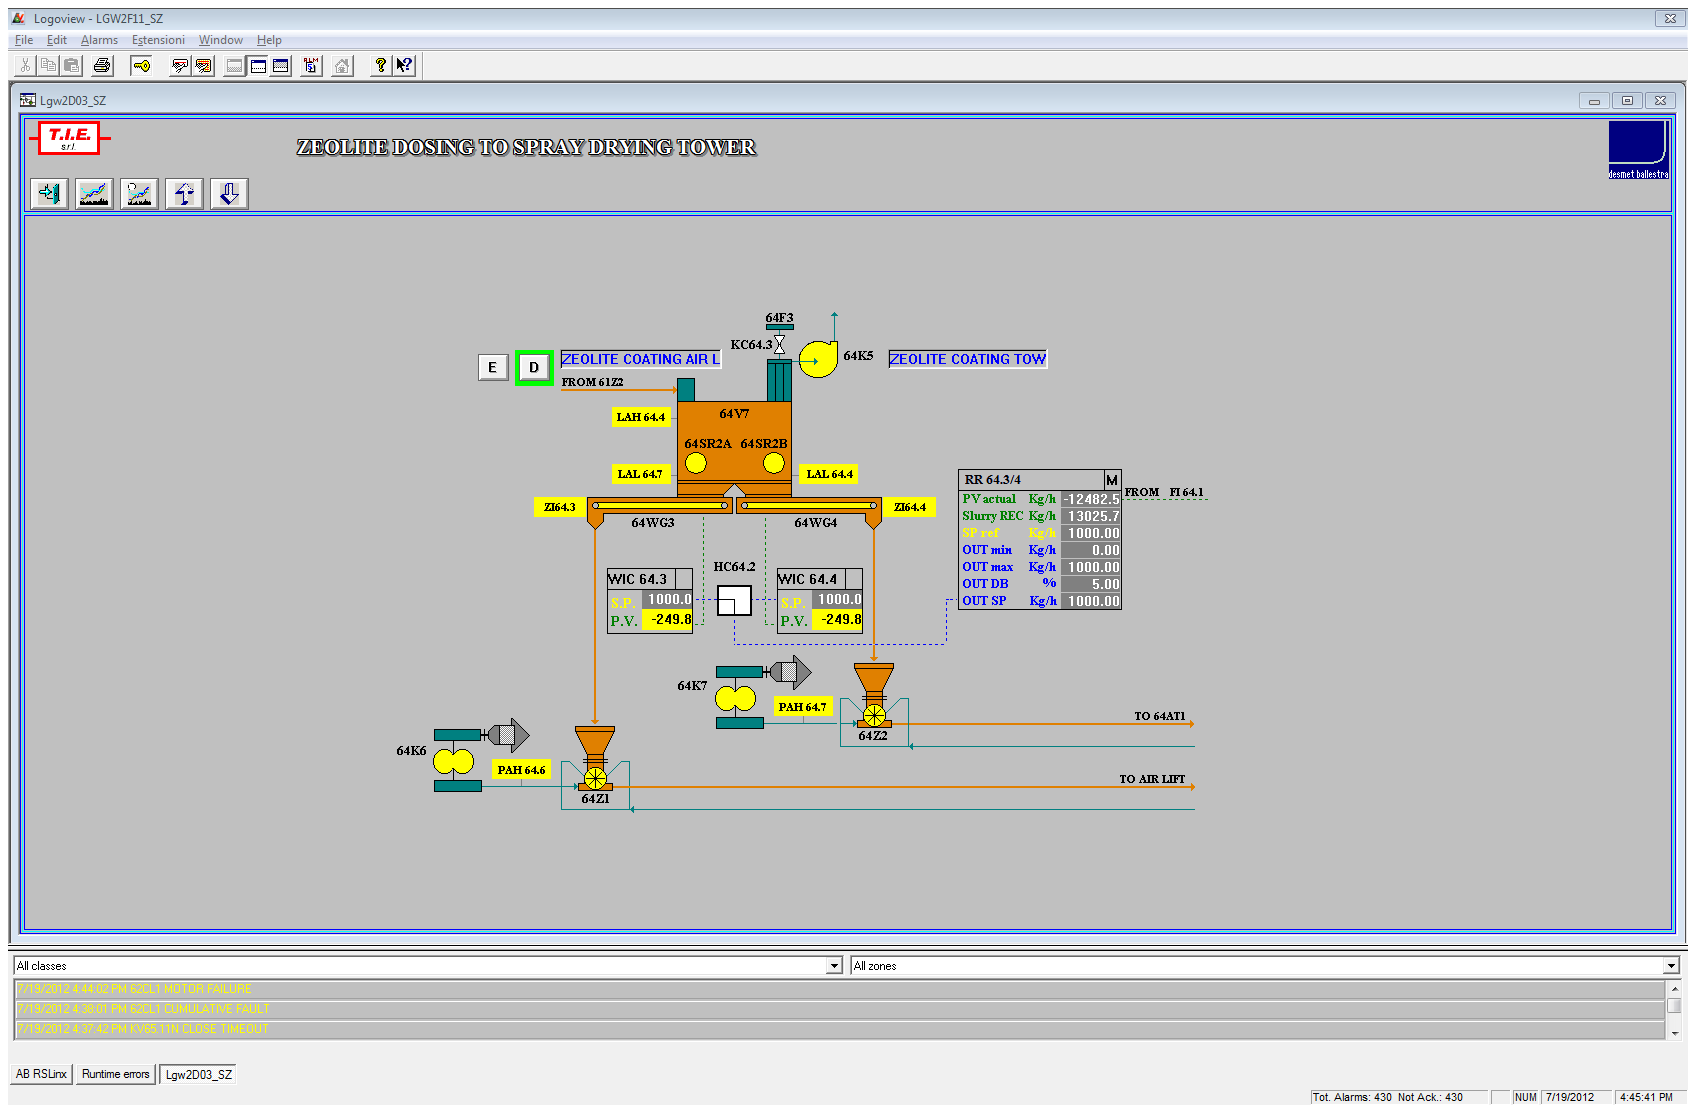 Logoview - LGW2F11_SZ
File Edit Alarms Estensioni Window Help
Lgw2D03_SZ
T.I.E.
s.r.l.
ZEOLITE DOSING TO SPRAY DRYING TOWER
desmet ballestra
64F3
KC64.3
64K5
E D ZEOLITE COATING AIR L
ZEOLITE COATING TOW
FROM 61Z2
LAH 64.4
64V7
64SR2A 64SR2B
LAL 64.7
LAL 64.4
ZI64.3
ZI64.4
64WG3
64WG4
RR 64.3/4 M
FROM FI 64.1
PV actual Kg/h -12482.5
Slurry REC Kg/h 13025.7
SP ref Kg/h 1000.00
OUT min Kg/h 0.00
OUT max Kg/h 1000.00
OUT DB % 5.00
OUT SP Kg/h 1000.00
HC64.2
WIC 64.3
S.P. 1000.0
P.V. -249.8
WIC 64.4
S.P. 1000.0
P.V. -249.8
64K7
PAH 64.7
64Z2
TO 64AT1
64K6
PAH 64.6
64Z1
TO AIR LIFT
All classes
All zones
7/19/2012 4:44:02 PM 62CL1 MOTOR FAILURE
7/19/2012 4:38:01 PM 62CL1 CUMULATIVE FAULT
7/19/2012 4:37:42 PM KV65.11N CLOSE TIMEOUT
AB RSLinx Runtime errors Lgw2D03_SZ
Tot. Alarms: 430 Not Ack.: 430 NUM 7/19/2012 4:45:41 PM